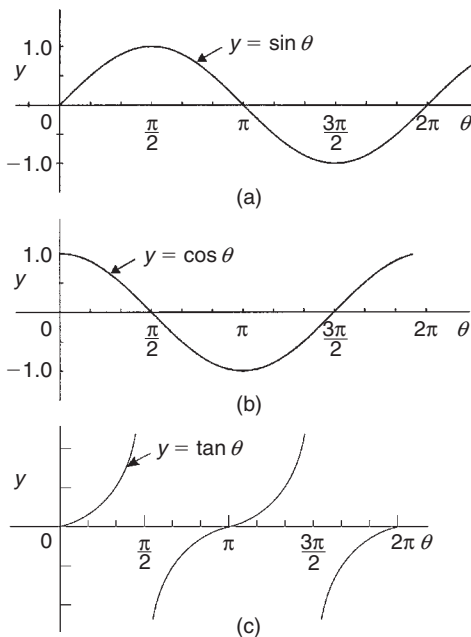 1.0
y = sin θ
y
0
π/2
π
3π/2
2π
θ
−1.0
(a)
1.0
y = cos θ
y
0
π/2
π
3π/2
2π
θ
−1.0
(b)
y = tan θ
y
0
π/2
π
3π/2
2π θ
(c)